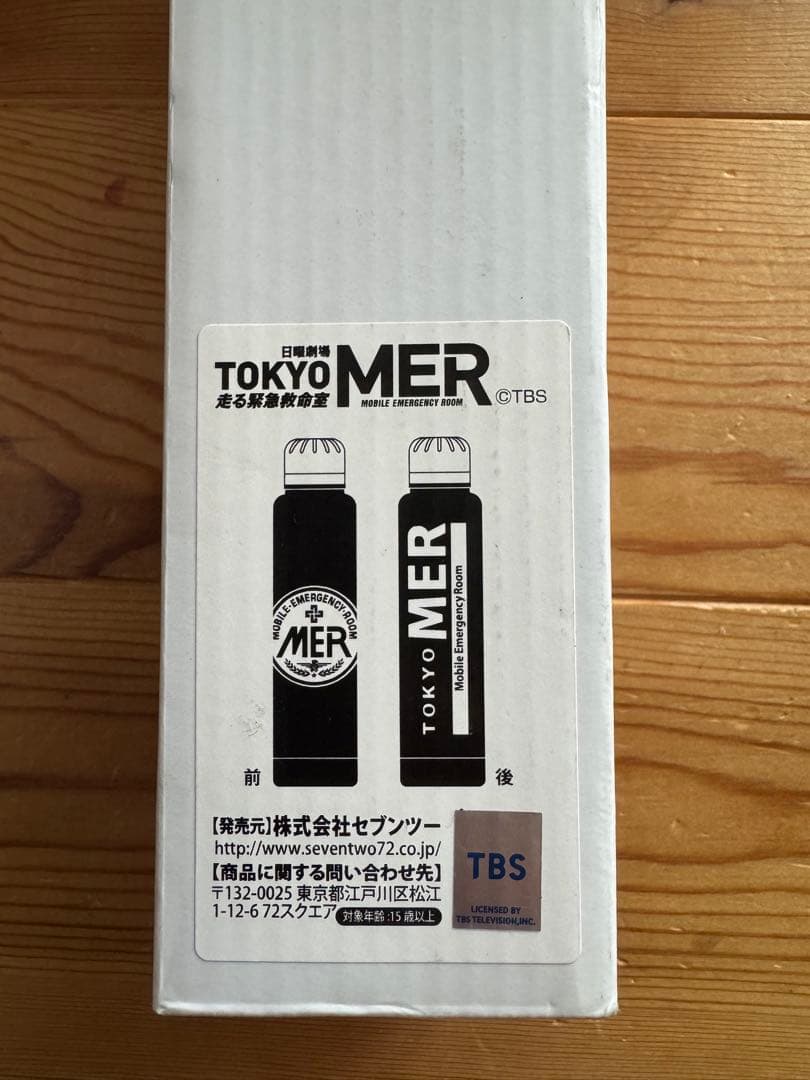 日曜劇場
TOKYO MER
走る緊急救命室 MOBILE EMERGENCY ROOM ©TBS
MOBILE·EMERGENCY·ROOM
MER
TOKYO MER
Mobile Emergency Room
前
後
【発売元】株式会社セブンツー
http://www.seventwo72.co.jp/
【商品に関する問い合わせ先】
〒132-0025 東京都江戸川区松江
1-12-6 72スクエア 対象年齢:15歳以上
TBS
LICENSED BY
TBS TELEVISION,INC.